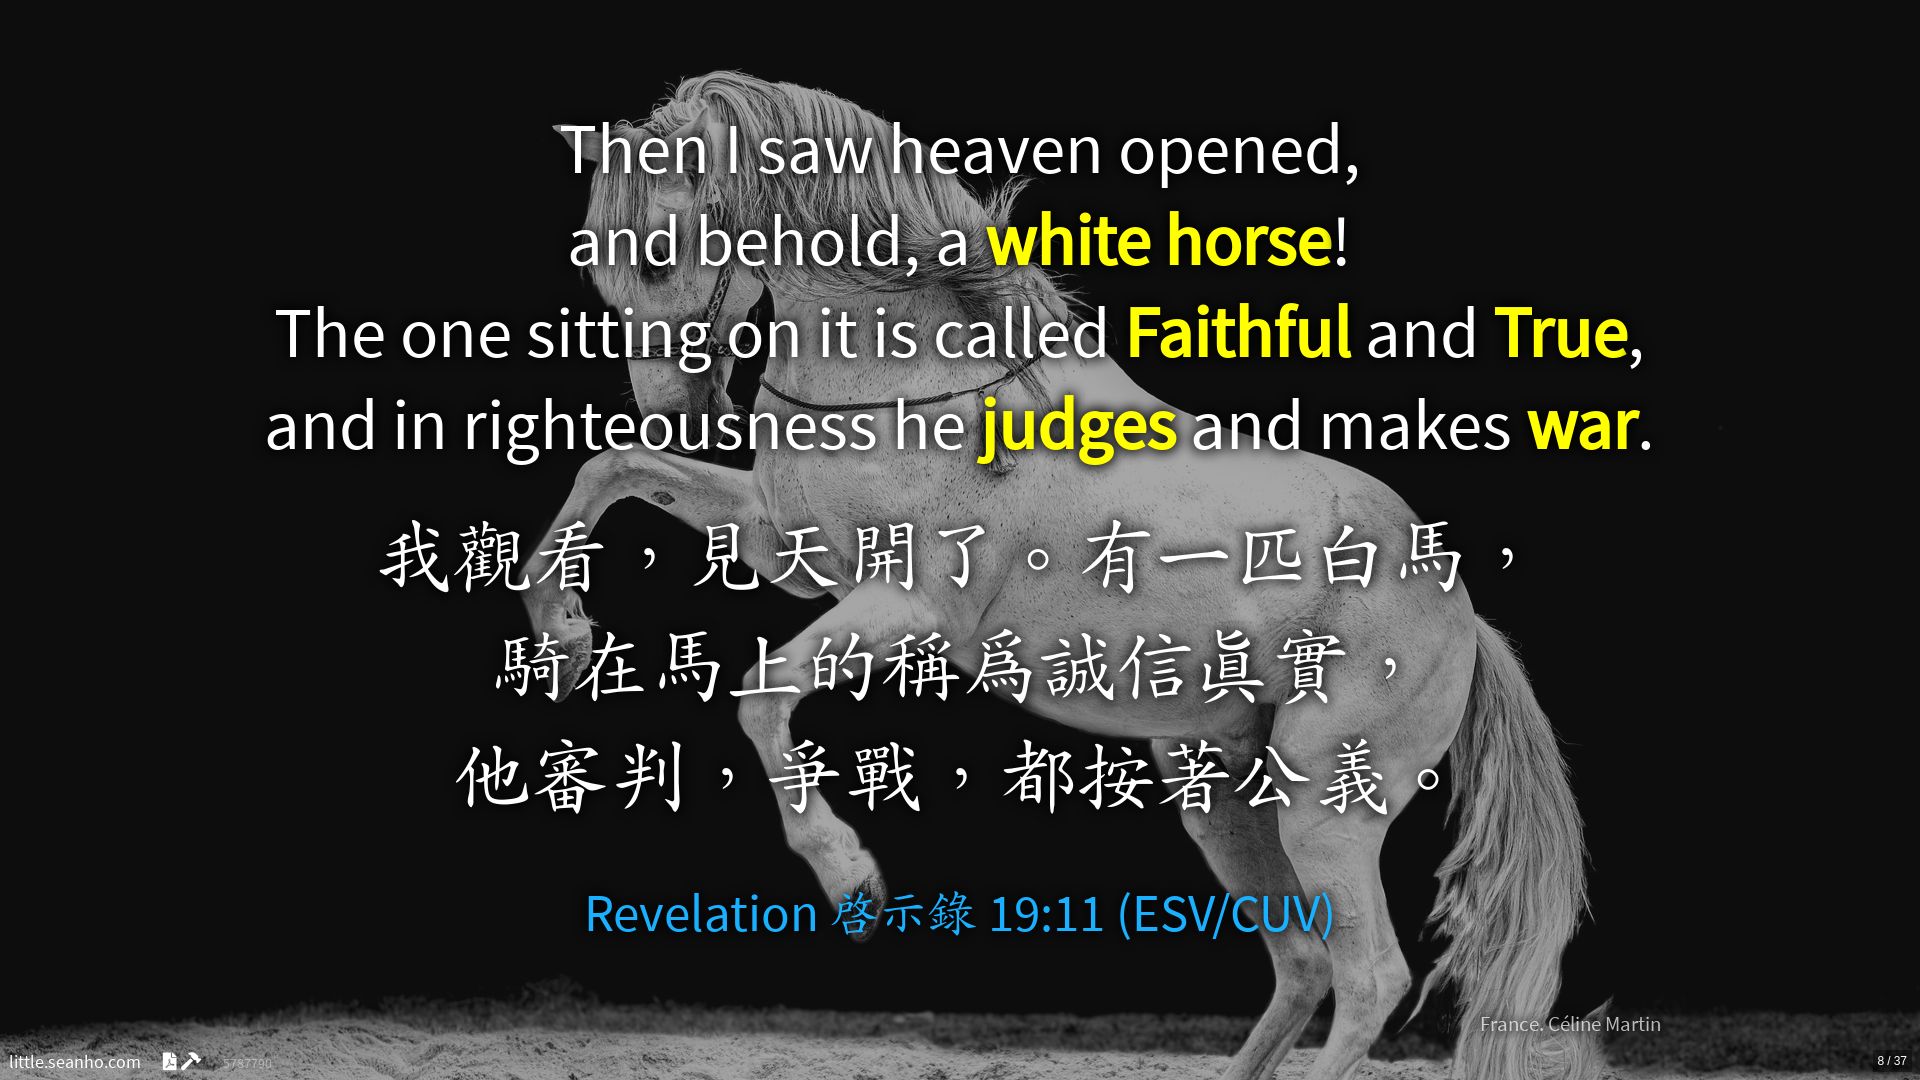 Then I saw heaven opened,
and behold, a white horse!
The one sitting on it is called Faithful and True,
and in righteousness he judges and makes war.
我觀看，見天開了。有一匹白馬，
騎在馬上的稱爲誠信眞實，
他審判，爭戰，都按著公義。
Revelation 啓示錄 19:11 (ESV/CUV)
France. Céline Martin
little.seanho.com 5787790
8 / 37